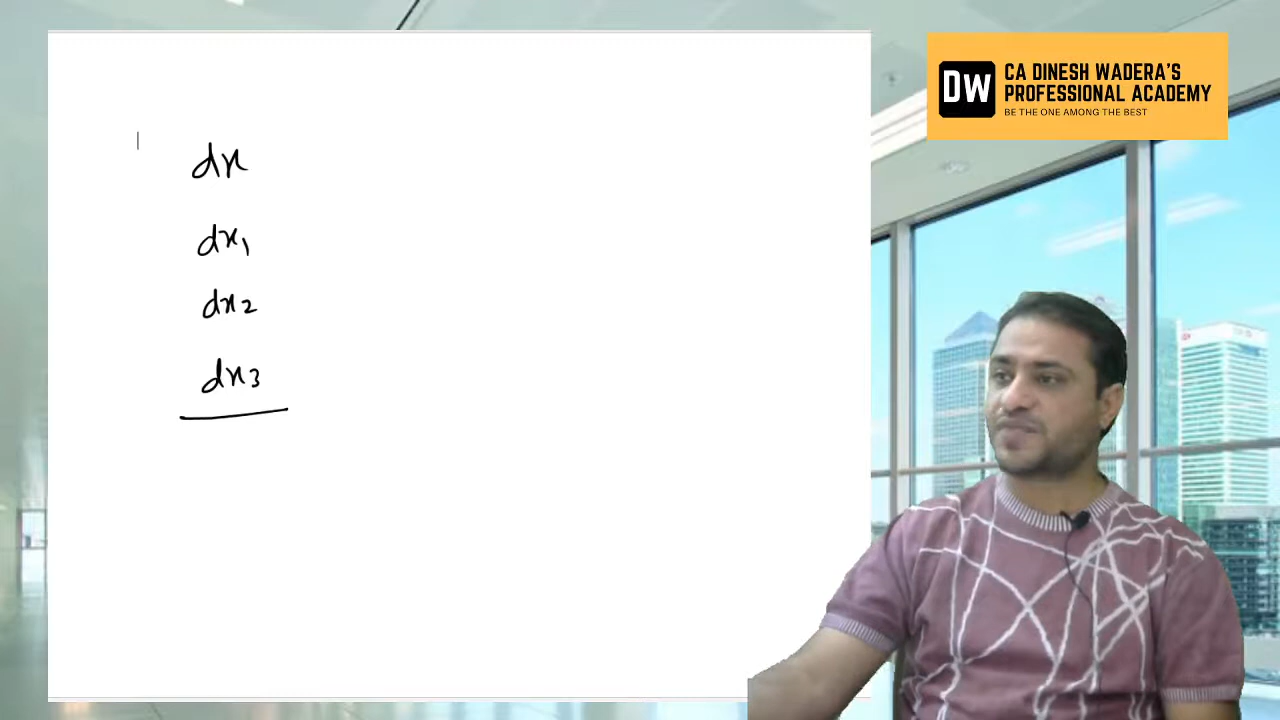 dx
dx1
dx2
dx3
DW
CA DINESH WADERA'S
PROFESSIONAL ACADEMY
BE THE ONE AMONG THE BEST